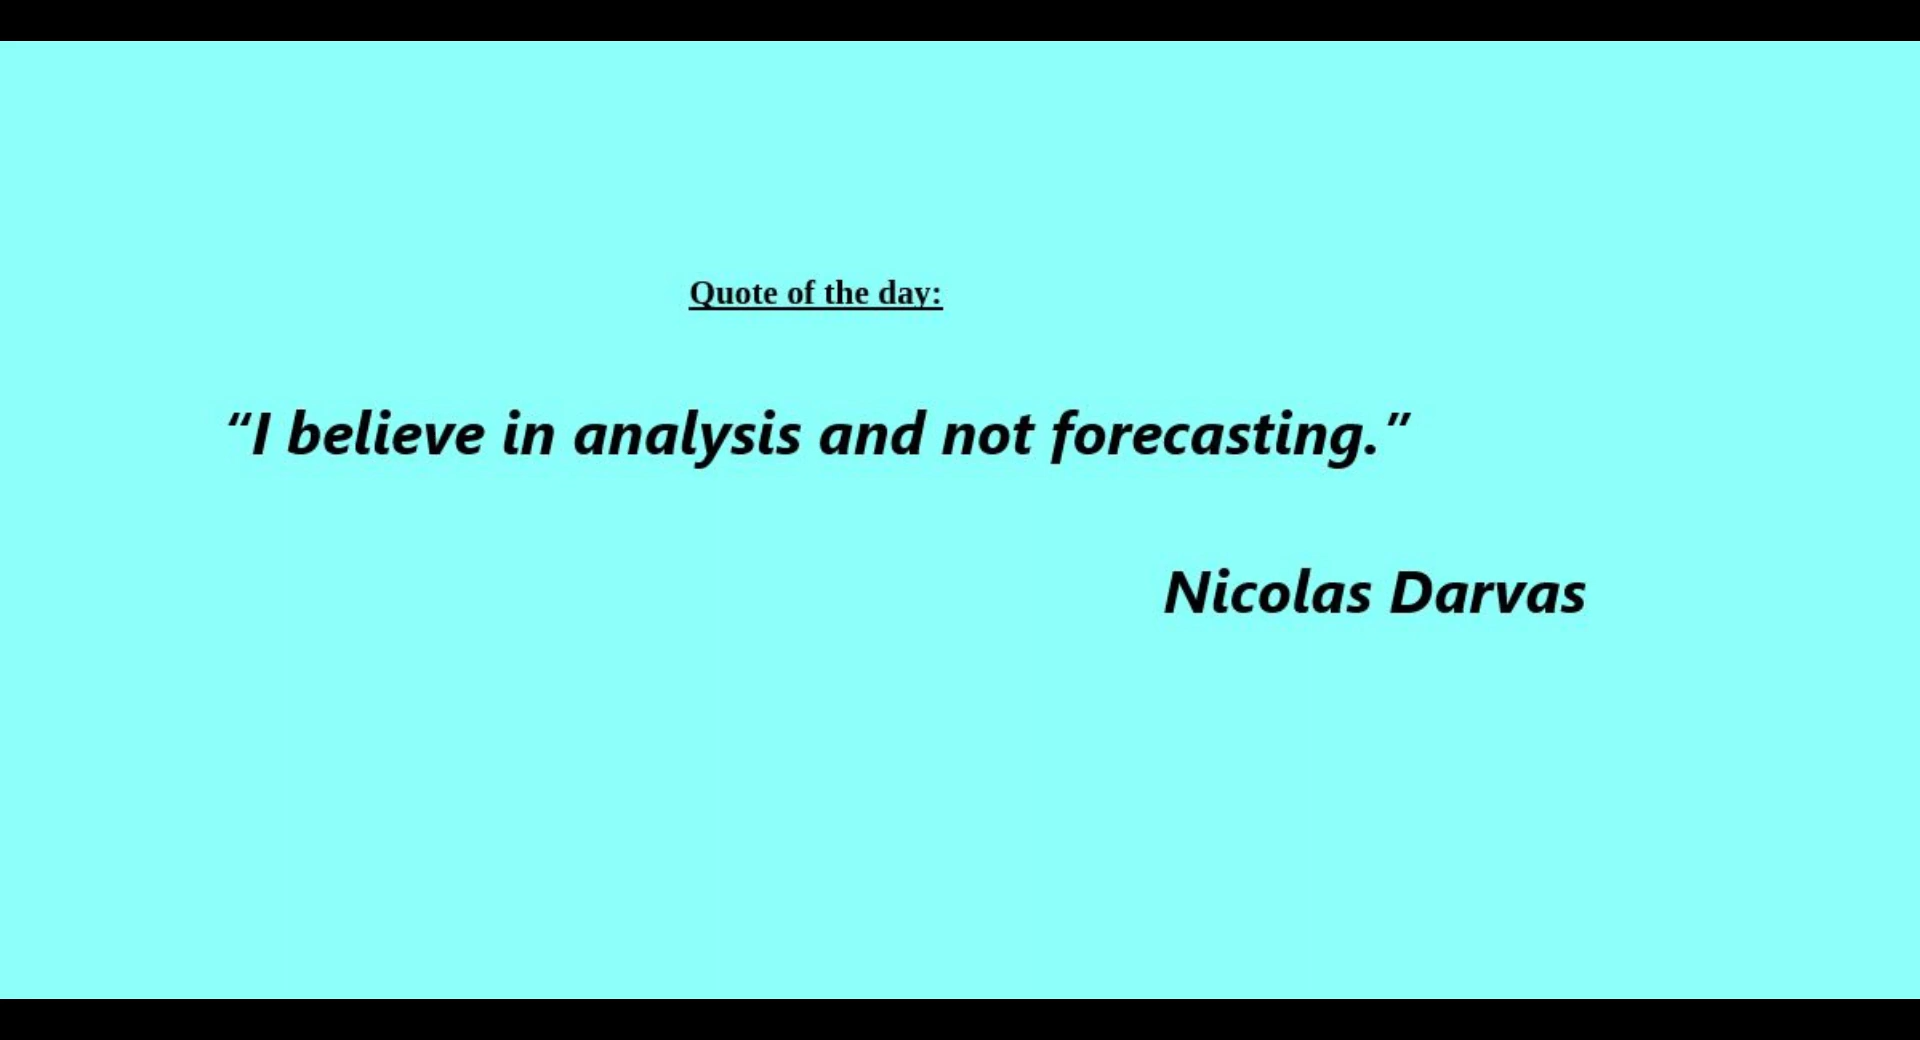 Quote of the day:
“I believe in analysis and not forecasting.”
Nicolas Darvas